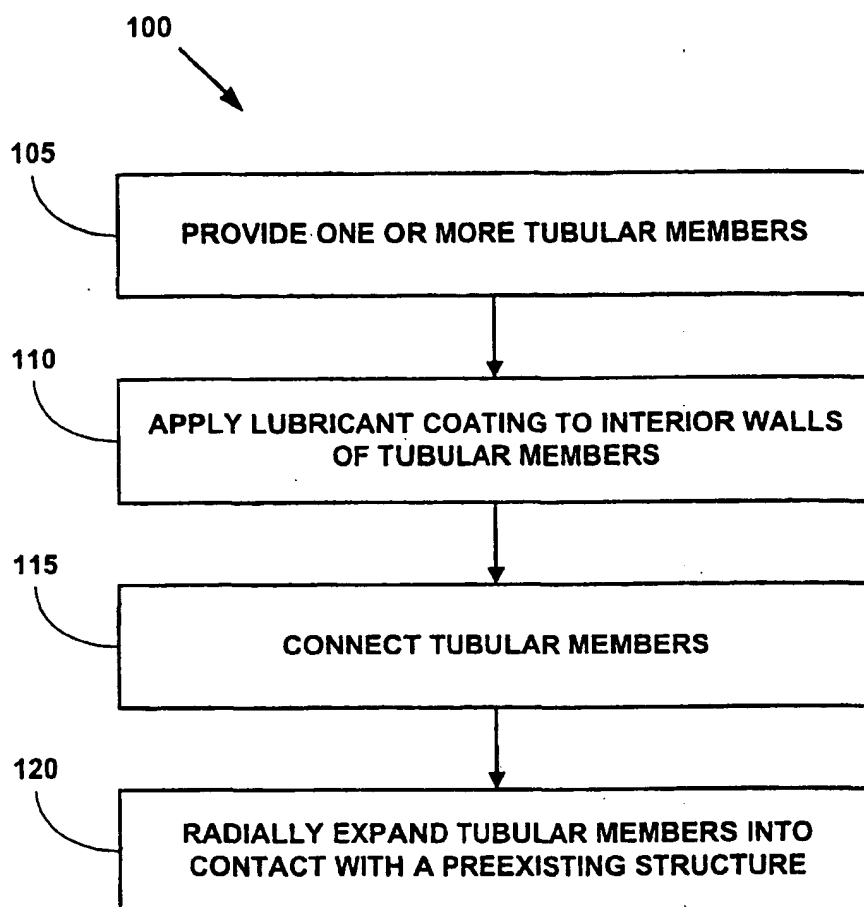 100
105
PROVIDE ONE OR MORE TUBULAR MEMBERS
110
APPLY LUBRICANT COATING TO INTERIOR WALLS
OF TUBULAR MEMBERS
115
CONNECT TUBULAR MEMBERS
120
RADIALLY EXPAND TUBULAR MEMBERS INTO
CONTACT WITH A PREEXISTING STRUCTURE